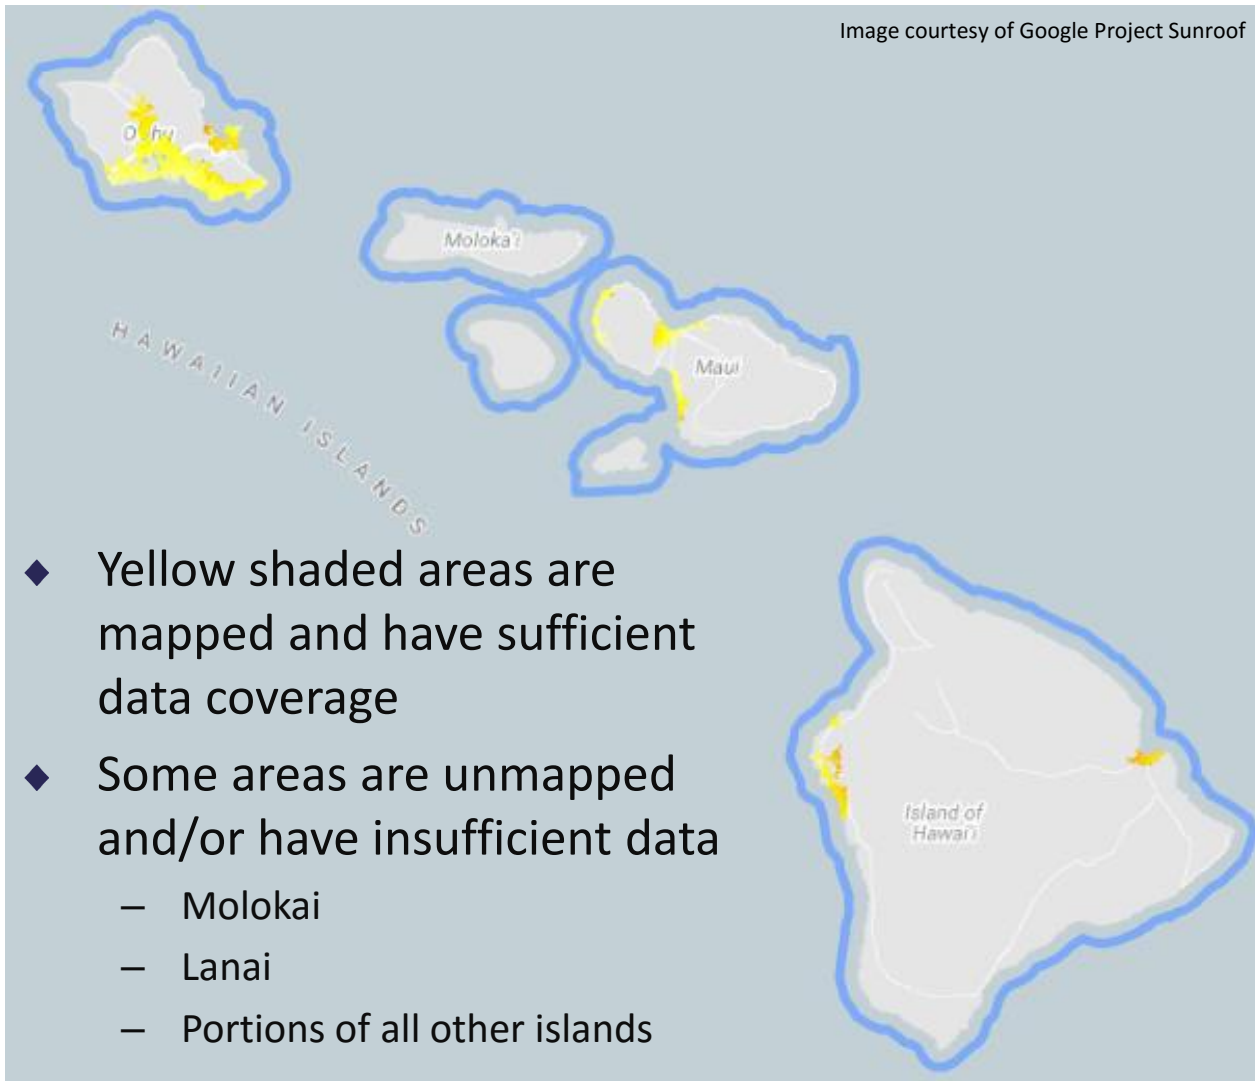 Image courtesy of Google Project Sunroof
Moloka'i
Maui
HAWAIIAN ISLANDS
◆ Yellow shaded areas are
mapped and have sufficient
data coverage
◆ Some areas are unmapped
and/or have insufficient data
– Molokai
– Lanai
– Portions of all other islands
Island of
Hawai'i